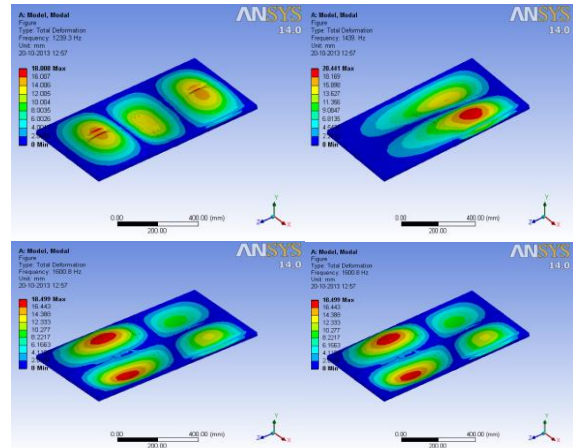 A: Model, Modal
Figure
Type: Total Deformation
Frequency: 1239.3 Hz
Unit: mm
20-10-2013 12:57
16.007
14.006
12.005
10.004
8.0035
6.0026
0 Min
ANSYS
14.0
0.00
400.00 (mm)
200.00
Y
Z
X
A: Model, Modal
Figure
Type: Total Deformation
Frequency: 1439. Hz
Unit: mm
20-10-2013 12:57
20.441 Max
18.169
15.898
13.627
11.356
9.0847
6.8135
0 Min
ANSYS
14.0
0.00
400.00 (mm)
200.00
Y
Z
X
A: Model, Modal
Figure
Type: Total Deformation
Frequency: 1600.8 Hz
Unit: mm
20-10-2013 12:57
18.499 Max
16.443
14.388
12.333
10.277
8.2217
6.1663
0 Min
ANSYS
14.0
0.00
400.00 (mm)
200.00
Y
Z
X
A: Model, Modal
Figure
Type: Total Deformation
Frequency: 1600.8 Hz
Unit: mm
20-10-2013 12:57
18.499 Max
16.443
14.388
12.333
10.277
8.2217
6.1663
0 Min
ANSYS
14.0
0.00
400.00 (mm)
200.00
Y
Z
X